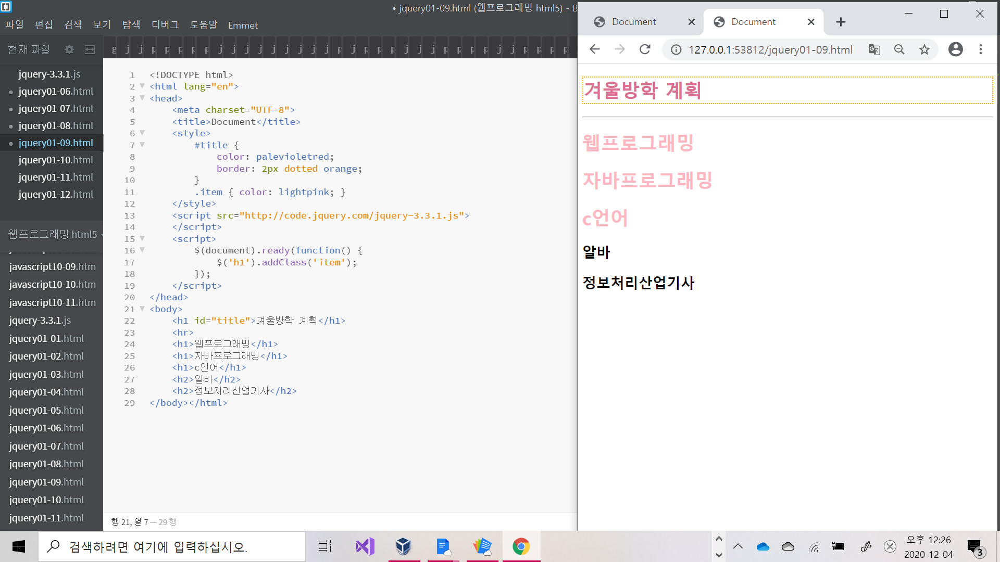 • jquery01-09.html (웹프로그래밍 html5) - B
파일 편집 검색 보기 탐색 디버그 도움말 Emmet
현재 파일
jquery-3.3.1.js
jquery01-06.html
jquery01-07.html
jquery01-08.html
jquery01-09.html
jquery01-10.html
jquery01-11.html
jquery01-12.html
웹프로그래밍 html5
javascript10-09.htm
javascript10-10.htm
javascript10-11.htm
jquery-3.3.1.js
jquery01-01.html
jquery01-02.html
jquery01-03.html
jquery01-04.html
jquery01-05.html
jquery01-06.html
jquery01-07.html
jquery01-08.html
jquery01-09.html
jquery01-10.html
jquery01-11.html
g j j p p p p p j j j j j j j j j p j p p p j j j p p p j j p p p p
1 <!DOCTYPE html>
2 <html lang="en">
3 <head>
4 <meta charset="UTF-8">
5 <title>Document</title>
6 <style>
7 #title {
8 color: palevioletred;
9 border: 2px dotted orange;
10 }
11 .item { color: lightpink; }
12 </style>
13 <script src="http://code.jquery.com/jquery-3.3.1.js">
14 </script>
15 <script>
16 $(document).ready(function() {
17 $('h1').addClass('item');
18 });
19 </script>
20 </head>
21 <body>
22 <h1 id="title">겨울방학 계획</h1>
23 <hr>
24 <h1>웹프로그래밍</h1>
25 <h1>자바프로그래밍</h1>
26 <h1>c언어</h1>
27 <h2>알바</h2>
28 <h2>정보처리산업기사</h2>
29 </body></html>
행 21, 열 7 — 29 행
Document
Document
127.0.0.1:53812/jquery01-09.html
겨울방학 계획
웹프로그래밍
자바프로그래밍
c언어
알바
정보처리산업기사
검색하려면 여기에 입력하십시오.
오후 12:26
2020-12-04
3